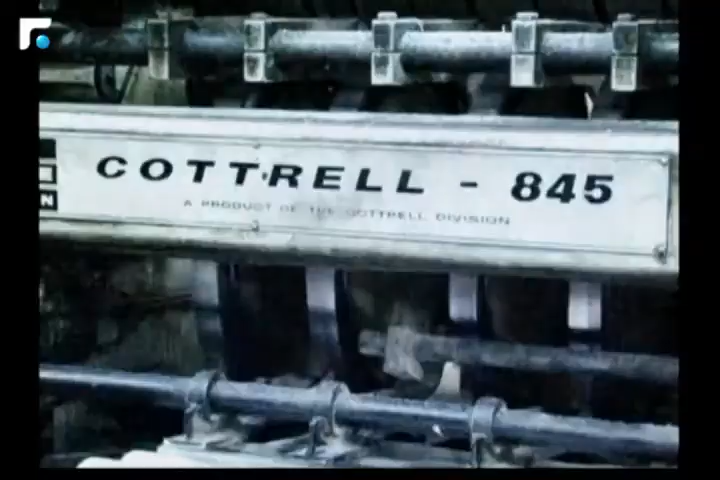 COTTRELL - 845
A PRODUCT OF THE COTTRELL DIVISION
N